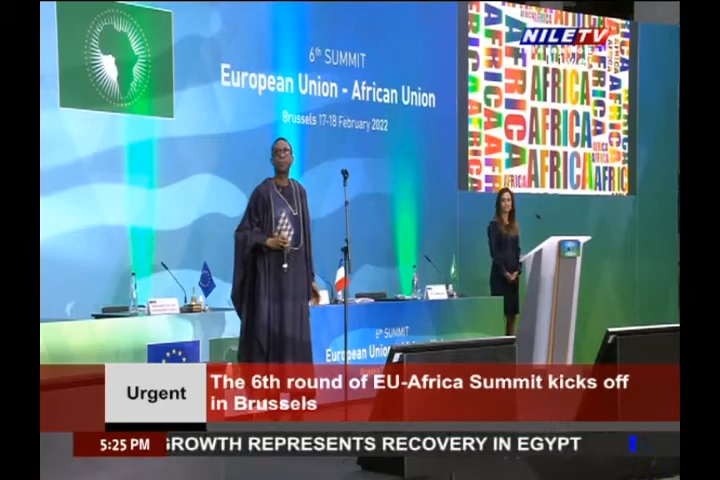 NILE TV
6th SUMMIT
European Union - African Union
Brussels 17-18 February 2022
AFRICA
AFRICA
AFRICA
AFRICA
6th SUMMIT
European Union
Urgent
The 6th round of EU-Africa Summit kicks off
in Brussels
5:25 PM
GROWTH REPRESENTS RECOVERY IN EGYPT